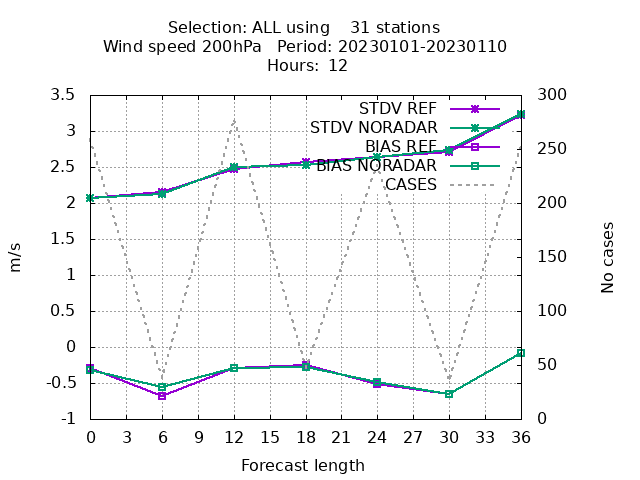 Selection: ALL using    31 stations
Wind speed 200hPa   Period: 20230101-20230110
Hours:  12
STDV REF
STDV NORADAR
BIAS REF
BIAS NORADAR
CASES
3.5
3
2.5
2
1.5
1
0.5
0
-0.5
-1
m/s
300
250
200
150
100
50
0
No cases
0 3 6 9 12 15 18 21 24 27 30 33 36
Forecast length